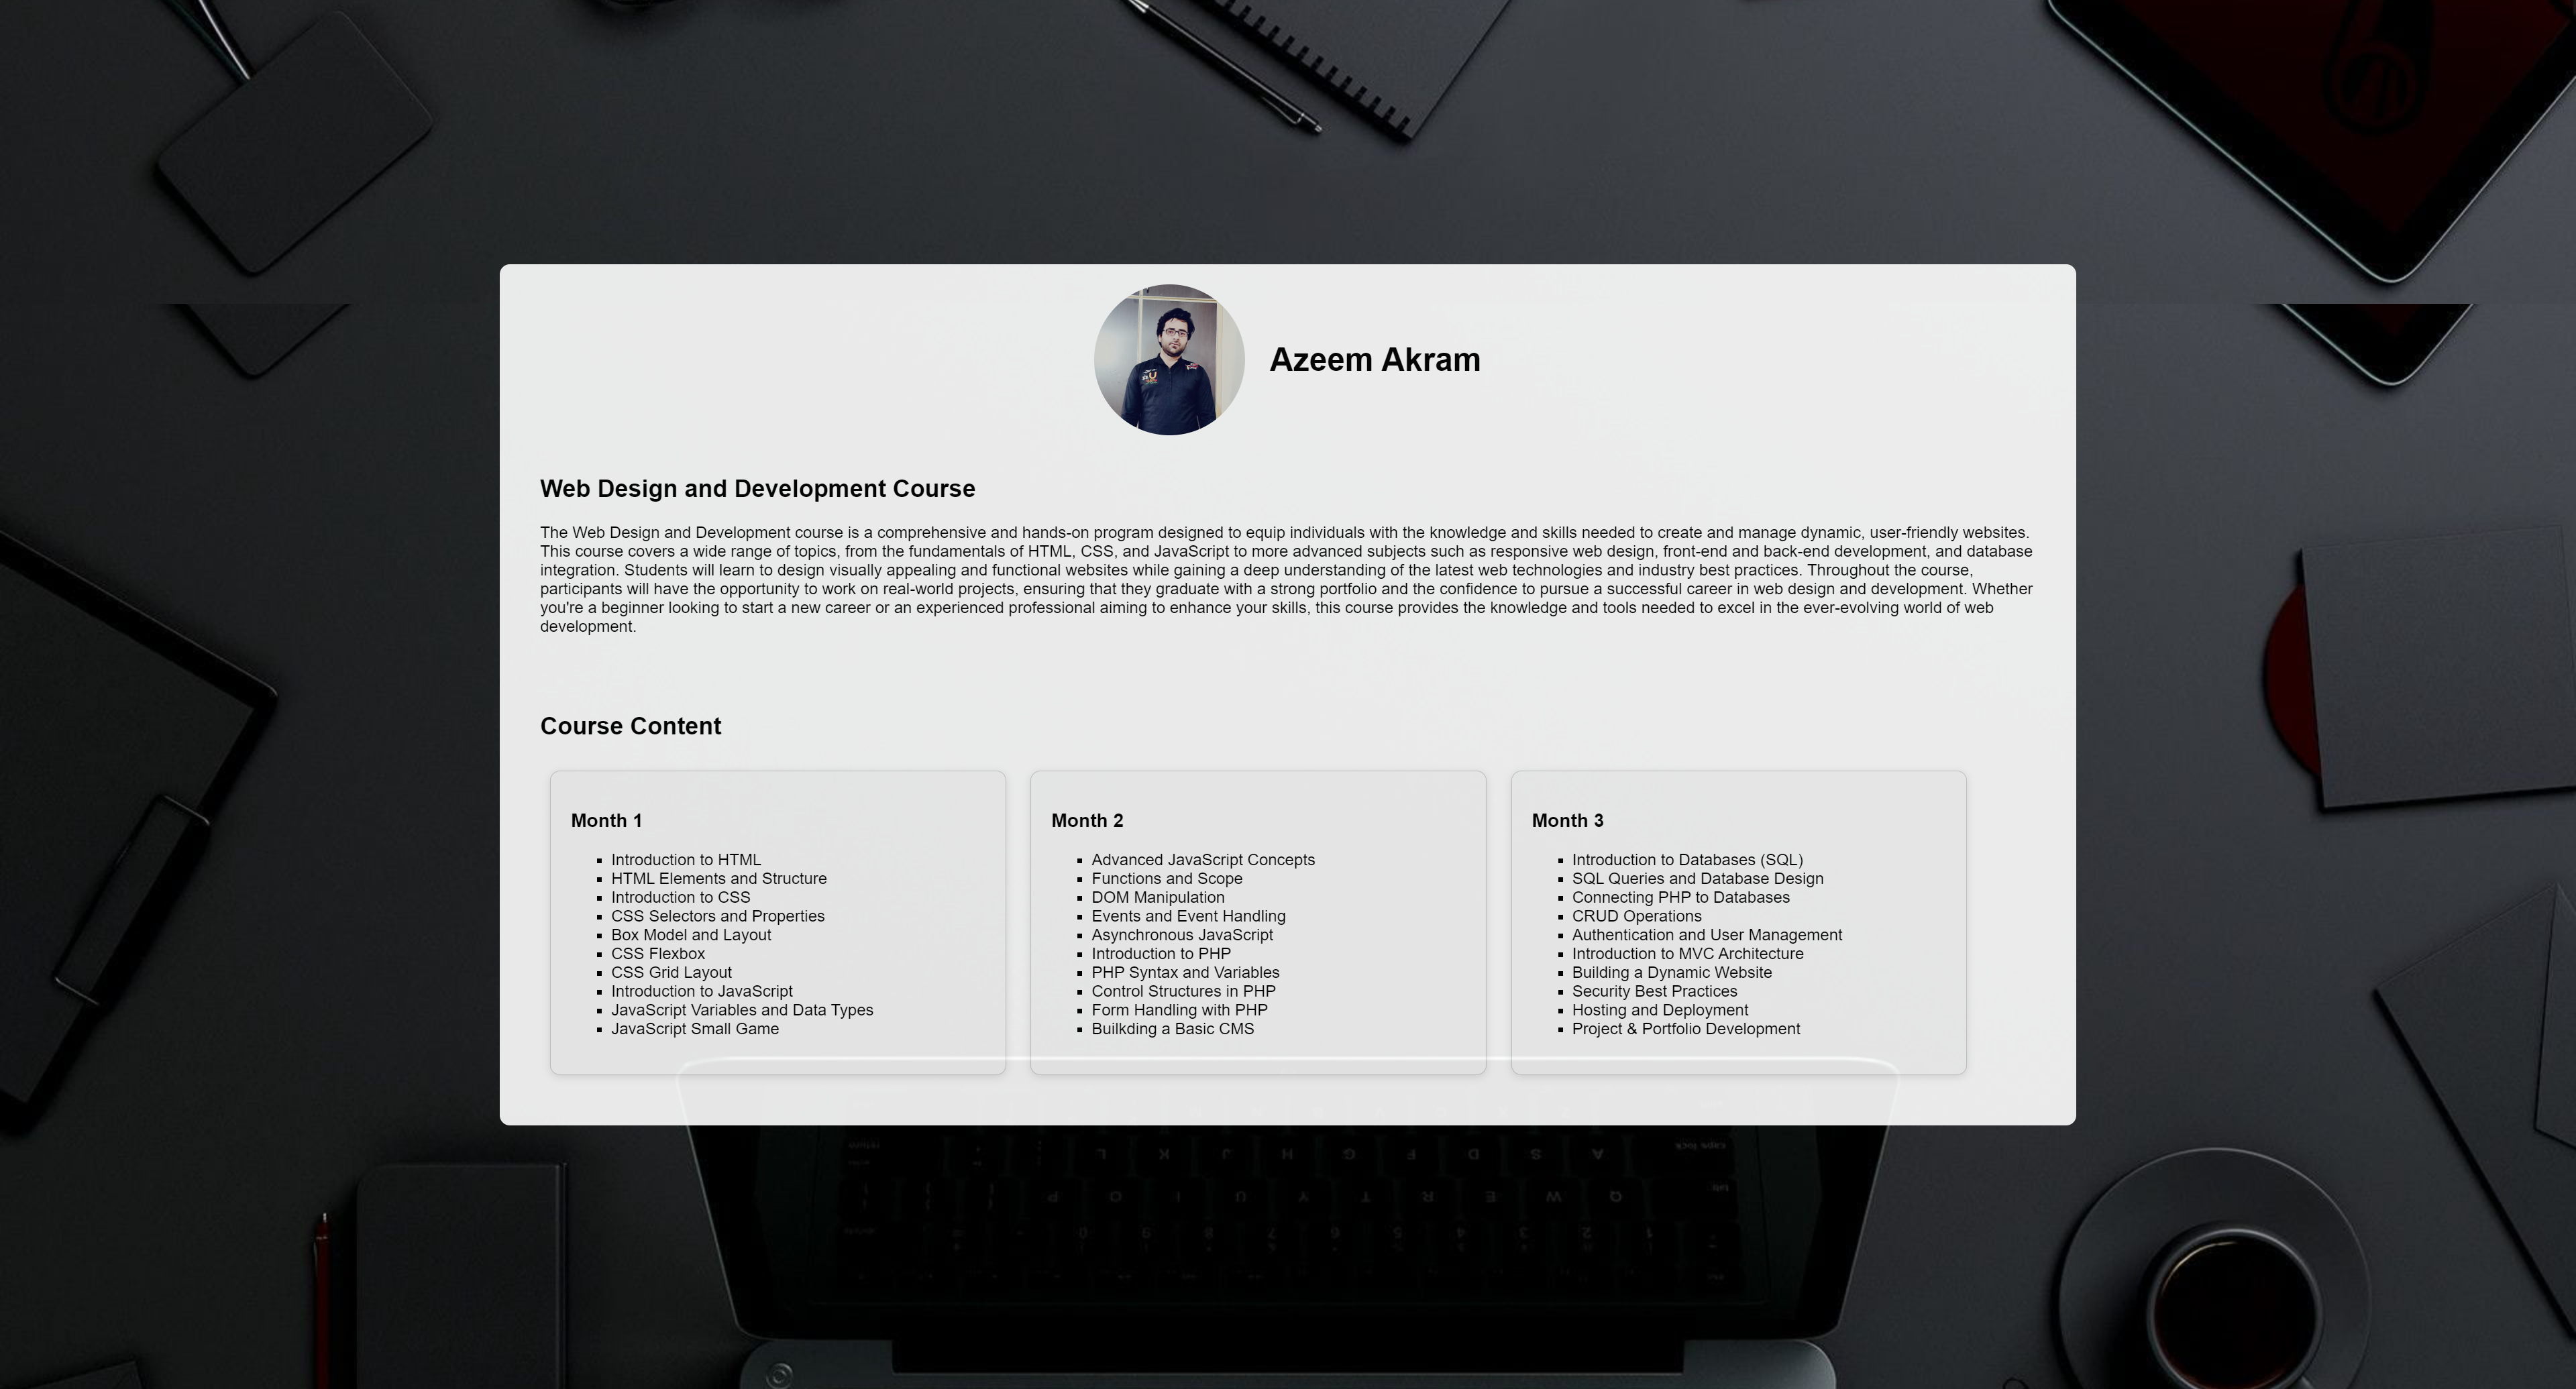 Azeem Akram
Web Design and Development Course
The Web Design and Development course is a comprehensive and hands-on program designed to equip individuals with the knowledge and skills needed to create and manage dynamic, user-friendly websites.
This course covers a wide range of topics, from the fundamentals of HTML, CSS, and JavaScript to more advanced subjects such as responsive web design, front-end and back-end development, and database
integration. Students will learn to design visually appealing and functional websites while gaining a deep understanding of the latest web technologies and industry best practices. Throughout the course,
participants will have the opportunity to work on real-world projects, ensuring that they graduate with a strong portfolio and the confidence to pursue a successful career in web design and development. Whether
you're a beginner looking to start a new career or an experienced professional aiming to enhance your skills, this course provides the knowledge and tools needed to excel in the ever-evolving world of web
development.
Course Content
Month 1
Introduction to HTML
HTML Elements and Structure
Introduction to CSS
CSS Selectors and Properties
Box Model and Layout
CSS Flexbox
CSS Grid Layout
Introduction to JavaScript
JavaScript Variables and Data Types
JavaScript Small Game
Month 2
Advanced JavaScript Concepts
Functions and Scope
DOM Manipulation
Events and Event Handling
Asynchronous JavaScript
Introduction to PHP
PHP Syntax and Variables
Control Structures in PHP
Form Handling with PHP
Builkding a Basic CMS
Month 3
Introduction to Databases (SQL)
SQL Queries and Database Design
Connecting PHP to Databases
CRUD Operations
Authentication and User Management
Introduction to MVC Architecture
Building a Dynamic Website
Security Best Practices
Hosting and Deployment
Project & Portfolio Development
L K J H G F D S A caps lock
P O I U Y T R E W Q tab
0 9 8 7 6 5 4 3 2 1